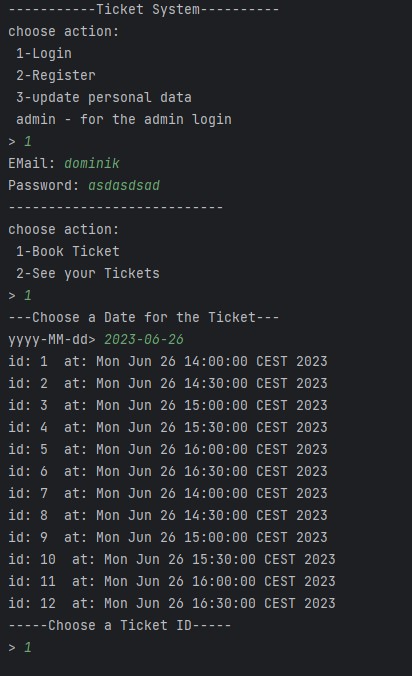 -----------Ticket System----------
choose action:
 1-Login
 2-Register
 3-update personal data
 admin - for the admin login
> 1
EMail: dominik
Password: asdasdsad
---------------------------
choose action:
 1-Book Ticket
 2-See your Tickets
> 1
---Choose a Date for the Ticket---
yyyy-MM-dd> 2023-06-26
id: 1  at: Mon Jun 26 14:00:00 CEST 2023
id: 2  at: Mon Jun 26 14:30:00 CEST 2023
id: 3  at: Mon Jun 26 15:00:00 CEST 2023
id: 4  at: Mon Jun 26 15:30:00 CEST 2023
id: 5  at: Mon Jun 26 16:00:00 CEST 2023
id: 6  at: Mon Jun 26 16:30:00 CEST 2023
id: 7  at: Mon Jun 26 14:00:00 CEST 2023
id: 8  at: Mon Jun 26 14:30:00 CEST 2023
id: 9  at: Mon Jun 26 15:00:00 CEST 2023
id: 10  at: Mon Jun 26 15:30:00 CEST 2023
id: 11  at: Mon Jun 26 16:00:00 CEST 2023
id: 12  at: Mon Jun 26 16:30:00 CEST 2023
-----Choose a Ticket ID-----
> 1